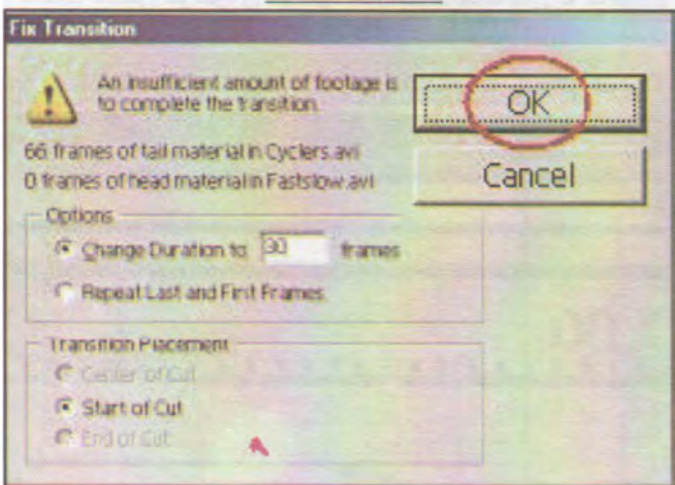 Fix Transition
An insufficient amount of footage is
to complete the transition.
OK
66 frames of tail material in Cyclers.avi
0 frames of head material in Fastslow.avi
Cancel
Options
Change Duration to 30 frames
Repeat Last and First Frames
Transition Placement
Center of Cut
Start of Cut
End of Cut